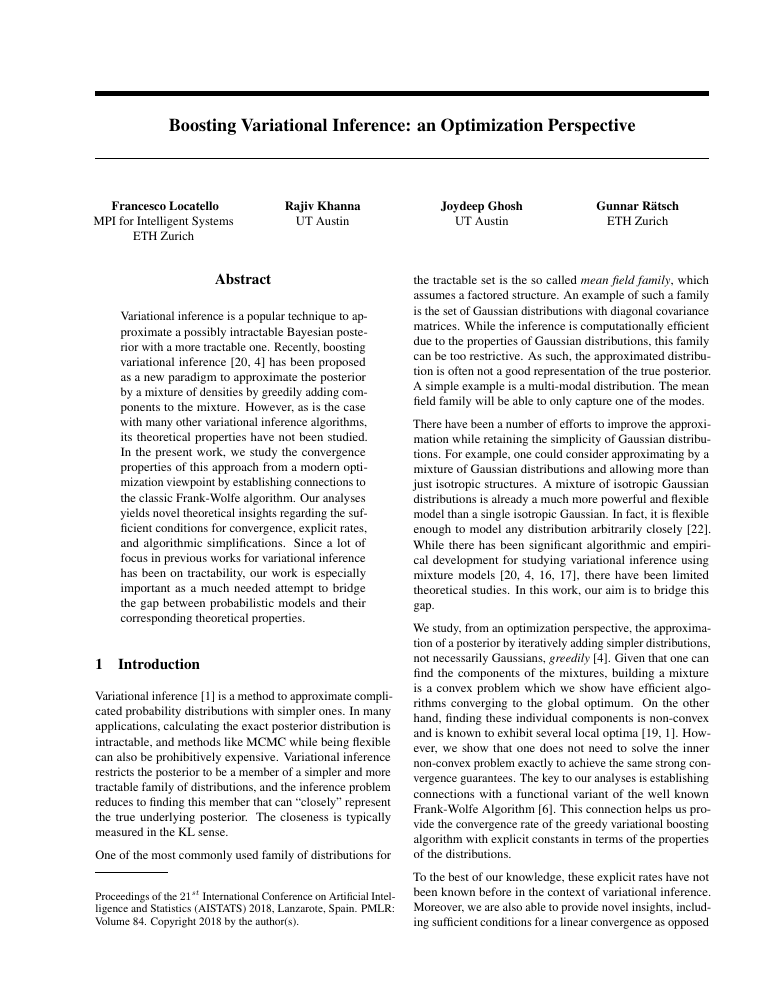 Boosting Variational Inference: an Optimization Perspective
Francesco Locatello
MPI for Intelligent Systems
ETH Zurich
Rajiv Khanna
UT Austin
Joydeep Ghosh
UT Austin
Gunnar Rätsch
ETH Zurich
Abstract
Variational inference is a popular technique to ap-
proximate a possibly intractable Bayesian poste-
rior with a more tractable one. Recently, boosting
variational inference [20, 4] has been proposed
as a new paradigm to approximate the posterior
by a mixture of densities by greedily adding com-
ponents to the mixture. However, as is the case
with many other variational inference algorithms,
its theoretical properties have not been studied.
In the present work, we study the convergence
properties of this approach from a modern opti-
mization viewpoint by establishing connections to
the classic Frank-Wolfe algorithm. Our analyses
yields novel theoretical insights regarding the suf-
ficient conditions for convergence, explicit rates,
and algorithmic simplifications. Since a lot of
focus in previous works for variational inference
has been on tractability, our work is especially
important as a much needed attempt to bridge
the gap between probabilistic models and their
corresponding theoretical properties.
1 Introduction
Variational inference [1] is a method to approximate compli-
cated probability distributions with simpler ones. In many
applications, calculating the exact posterior distribution is
intractable, and methods like MCMC while being flexible
can also be prohibitively expensive. Variational inference
restricts the posterior to be a member of a simpler and more
tractable family of distributions, and the inference problem
reduces to finding this member that can “closely” represent
the true underlying posterior. The closeness is typically
measured in the KL sense.
One of the most commonly used family of distributions for
Proceedings of the 21st International Conference on Artificial Intel-
ligence and Statistics (AISTATS) 2018, Lanzarote, Spain. PMLR:
Volume 84. Copyright 2018 by the author(s).
the tractable set is the so called mean field family, which
assumes a factored structure. An example of such a family
is the set of Gaussian distributions with diagonal covariance
matrices. While the inference is computationally efficient
due to the properties of Gaussian distributions, this family
can be too restrictive. As such, the approximated distribu-
tion is often not a good representation of the true posterior.
A simple example is a multi-modal distribution. The mean
field family will be able to only capture one of the modes.
There have been a number of efforts to improve the approxi-
mation while retaining the simplicity of Gaussian distribu-
tions. For example, one could consider approximating by a
mixture of Gaussian distributions and allowing more than
just isotropic structures. A mixture of isotropic Gaussian
distributions is already a much more powerful and flexible
model than a single isotropic Gaussian. In fact, it is flexible
enough to model any distribution arbitrarily closely [22].
While there has been significant algorithmic and empiri-
cal development for studying variational inference using
mixture models [20, 4, 16, 17], there have been limited
theoretical studies. In this work, our aim is to bridge this
gap.
We study, from an optimization perspective, the approxima-
tion of a posterior by iteratively adding simpler distributions,
not necessarily Gaussians, greedily [4]. Given that one can
find the components of the mixtures, building a mixture
is a convex problem which we show have efficient algo-
rithms converging to the global optimum. On the other
hand, finding these individual components is non-convex
and is known to exhibit several local optima [19, 1]. How-
ever, we show that one does not need to solve the inner
non-convex problem exactly to achieve the same strong con-
vergence guarantees. The key to our analyses is establishing
connections with a functional variant of the well known
Frank-Wolfe Algorithm [6]. This connection helps us pro-
vide the convergence rate of the greedy variational boosting
algorithm with explicit constants in terms of the properties
of the distributions.
To the best of our knowledge, these explicit rates have not
been known before in the context of variational inference.
Moreover, we are also able to provide novel insights, includ-
ing sufficient conditions for a linear convergence as opposed